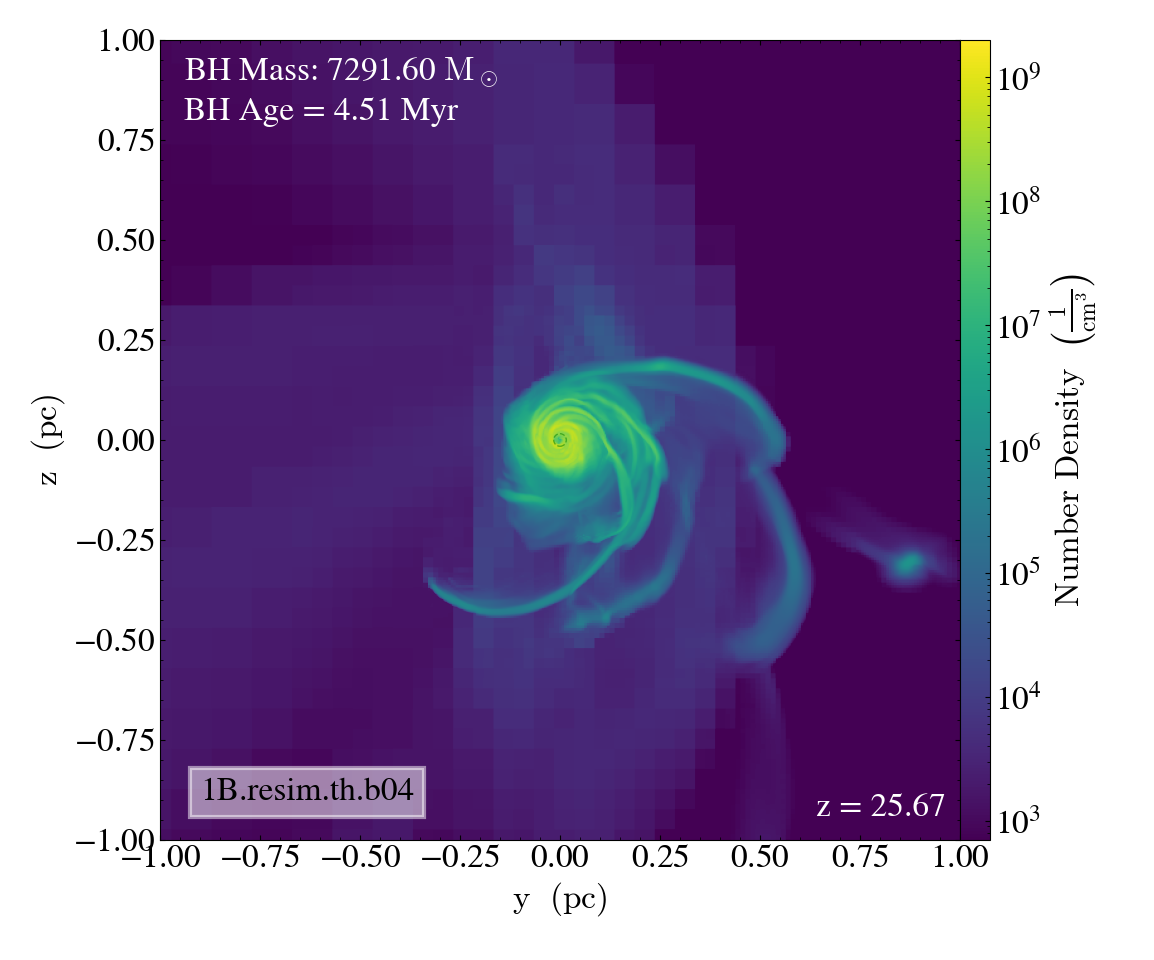 BH Mass: 7291.60 M⊙
BH Age = 4.51 Myr
1B.resim.th.b04
z = 25.67
1.00
0.75
0.50
0.25
0.00
−0.25
−0.50
−0.75
−1.00
z (pc)
−1.00 −0.75 −0.50 −0.25 0.00 0.25 0.50 0.75 1.00
y (pc)
10⁹
10⁸
10⁷
10⁶
10⁵
10⁴
10³
Number Density (1/cm³)